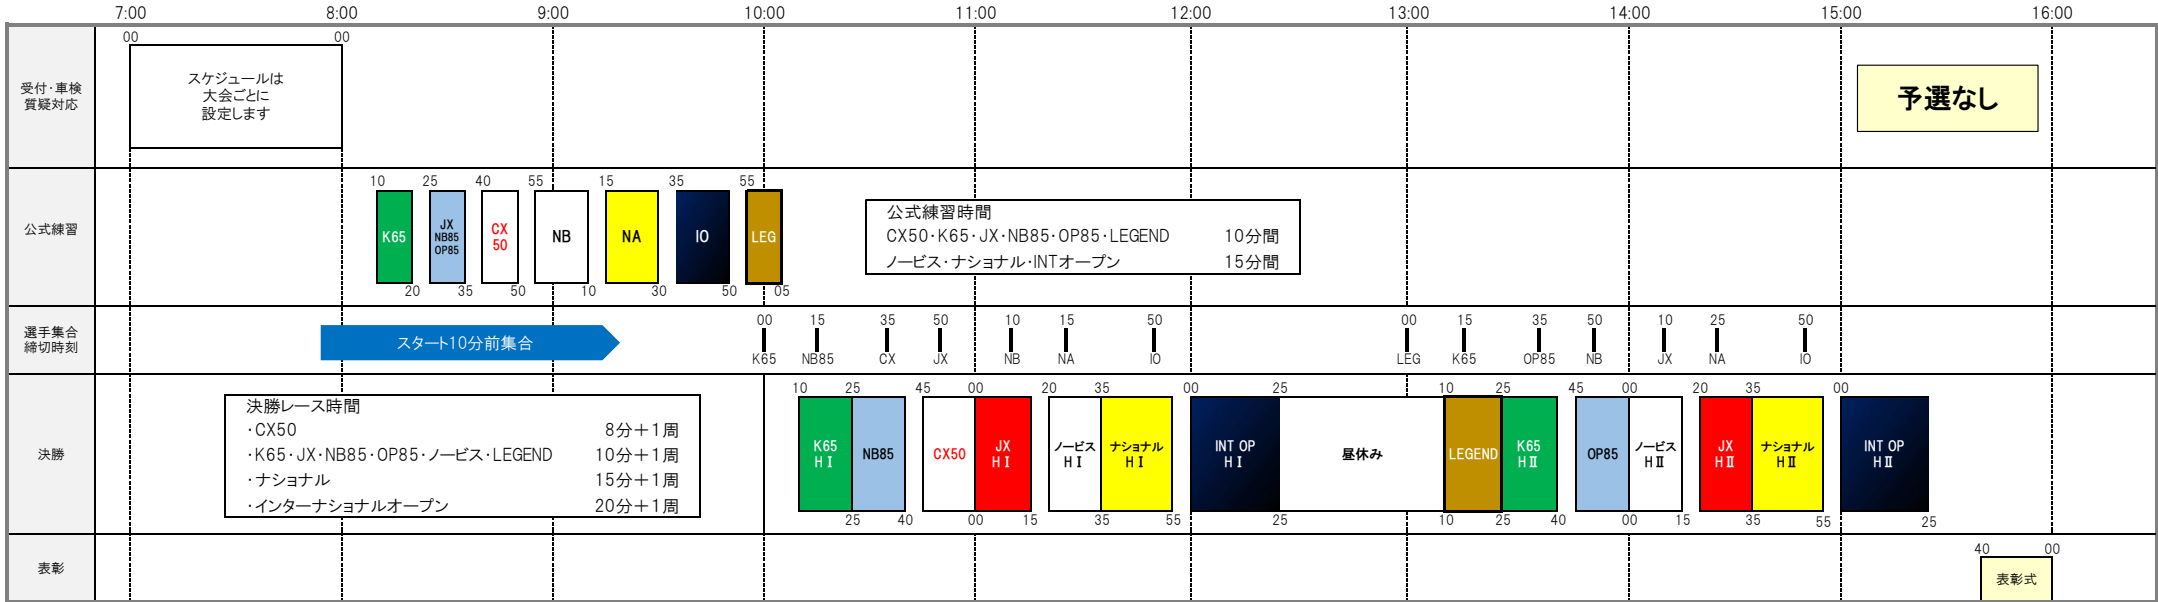 7:00 8:00 9:00 10:00 11:00 12:00 13:00 14:00 15:00 16:00
受付・車検
質疑対応
00 00
スケジュールは
大会ごとに
設定します
予選なし
公式練習
10 25 40 55 15 35 55
K65
JX
NB85
OP85
CX
50
NB
NA
IO
LEG
20 35 50 10 30 50 05
公式練習時間
CX50・K65・JX・NB85・OP85・LEGEND 10分間
ノービス・ナショナル・INTオープン 15分間
選手集合
締切時刻
スタート10分前集合
00 15 35 50 10 15 50 00 15 35 50 10 25 50
K65 NB85 CX JX NB NA IO LEG K65 OP85 NB JX NA IO
決勝
決勝レース時間
・CX50 8分+1周
・K65・JX・NB85・OP85・ノービス・LEGEND 10分+1周
・ナショナル 15分+1周
・インターナショナルオープン 20分+1周
10 25 45 00 20 35 00 25 10 25 45 00 20 35 00
K65
H I
NB85
CX50
JX
H I
ノービス
H I
ナショナル
H I
INT OP
H I
昼休み
LEGEND
K65
H II
OP85
ノービス
H II
JX
H II
ナショナル
H II
INT OP
H II
25 40 00 15 35 55 25 10 25 40 00 15 35 55 25
表彰
40 00
表彰式